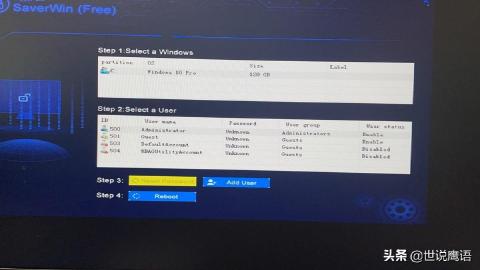 SaverWin (Free)
Step 1:Select a Windows
partition OS Size Label
C Windows 10 Pro 120 GB
Step 2:Select a User
ID User name Password User group User status
500 Administrator Unknown Administrators Enable
501 Guest Unknown Guests Enable
503 DefaultAccount Unknown Guests Disabled
504 WDAGUtilityAccount Unknown Guests Disabled
Step 3: Add User
Step 4: Reboot
头条 @世说鹰语